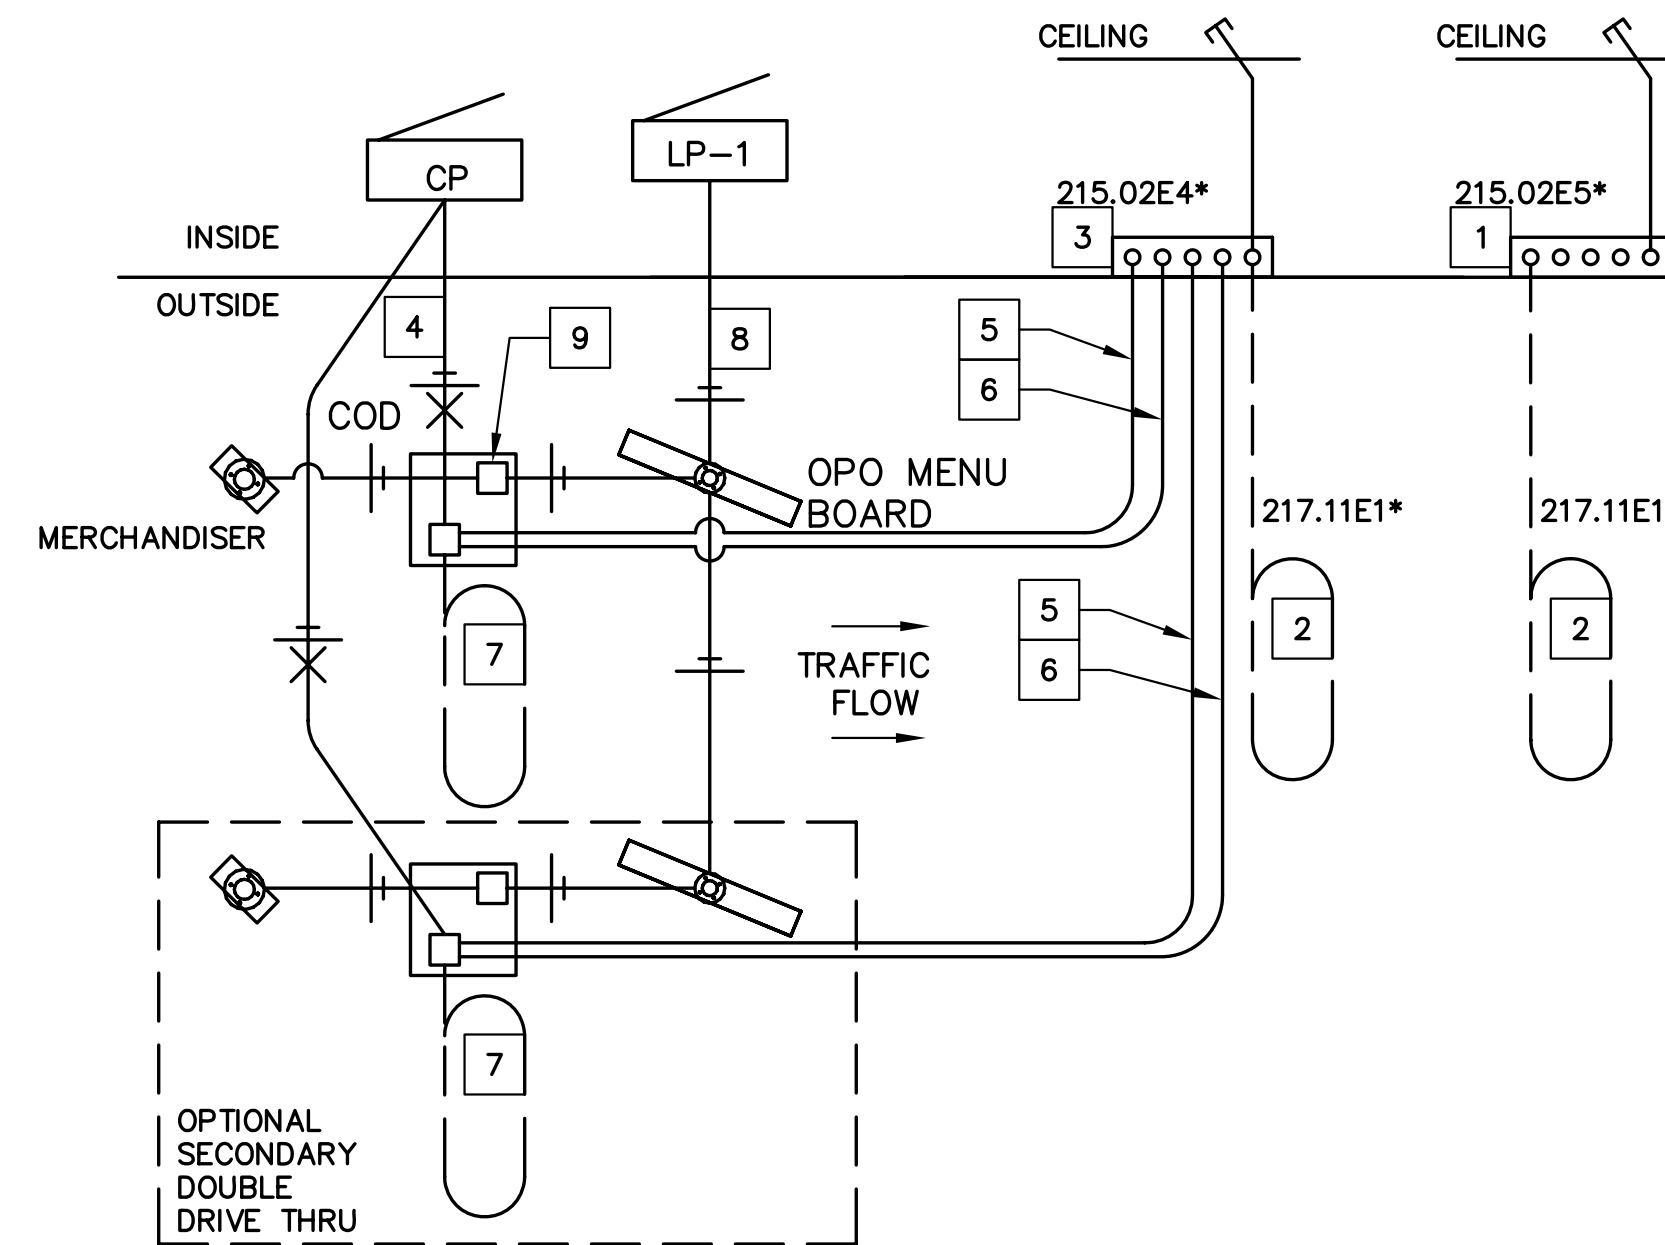 CEILING
CEILING
CP
LP-1
215.02E4*
215.02E5*
3
1
INSIDE
OUTSIDE
4
9
8
5
6
COD
OPO MENU
BOARD
MERCHANDISER
217.11E1*
217.11E1
7
5
6
2
2
TRAFFIC
FLOW
7
OPTIONAL
SECONDARY
DOUBLE
DRIVE THRU